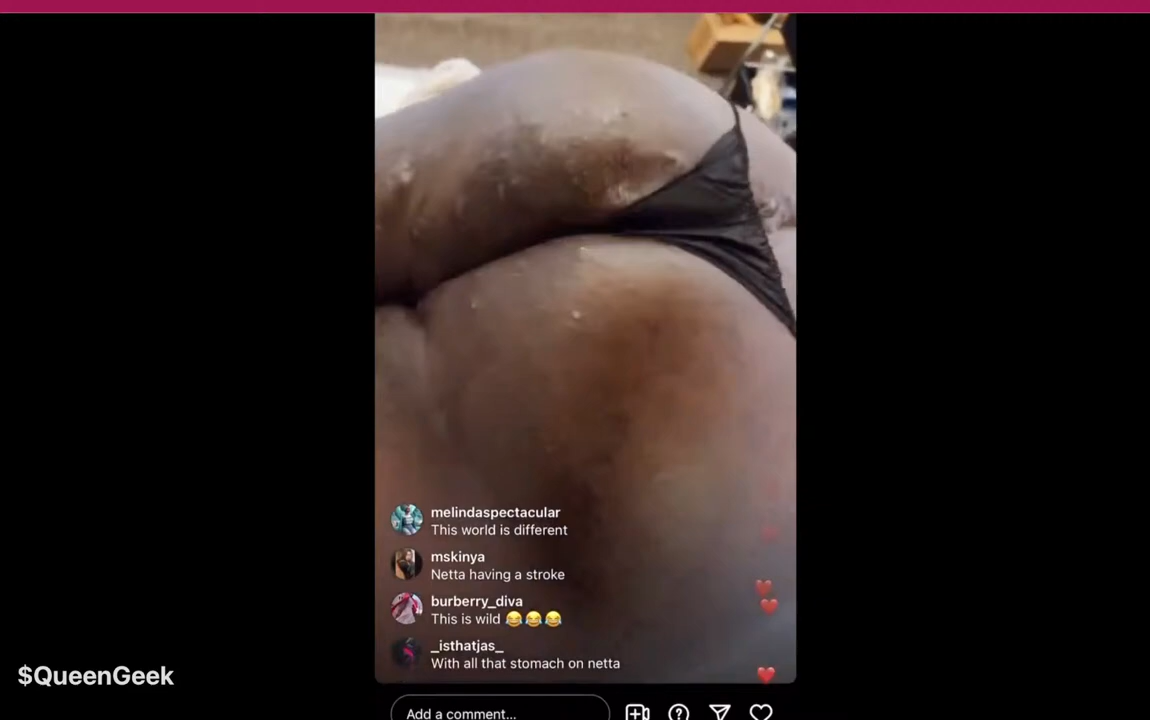 melindaspectacular
This world is different
mskinya
Netta having a stroke
burberry_diva
This is wild 😂😂😂
_isthatjas_
With all that stomach on netta
$QueenGeek
Add a comment...